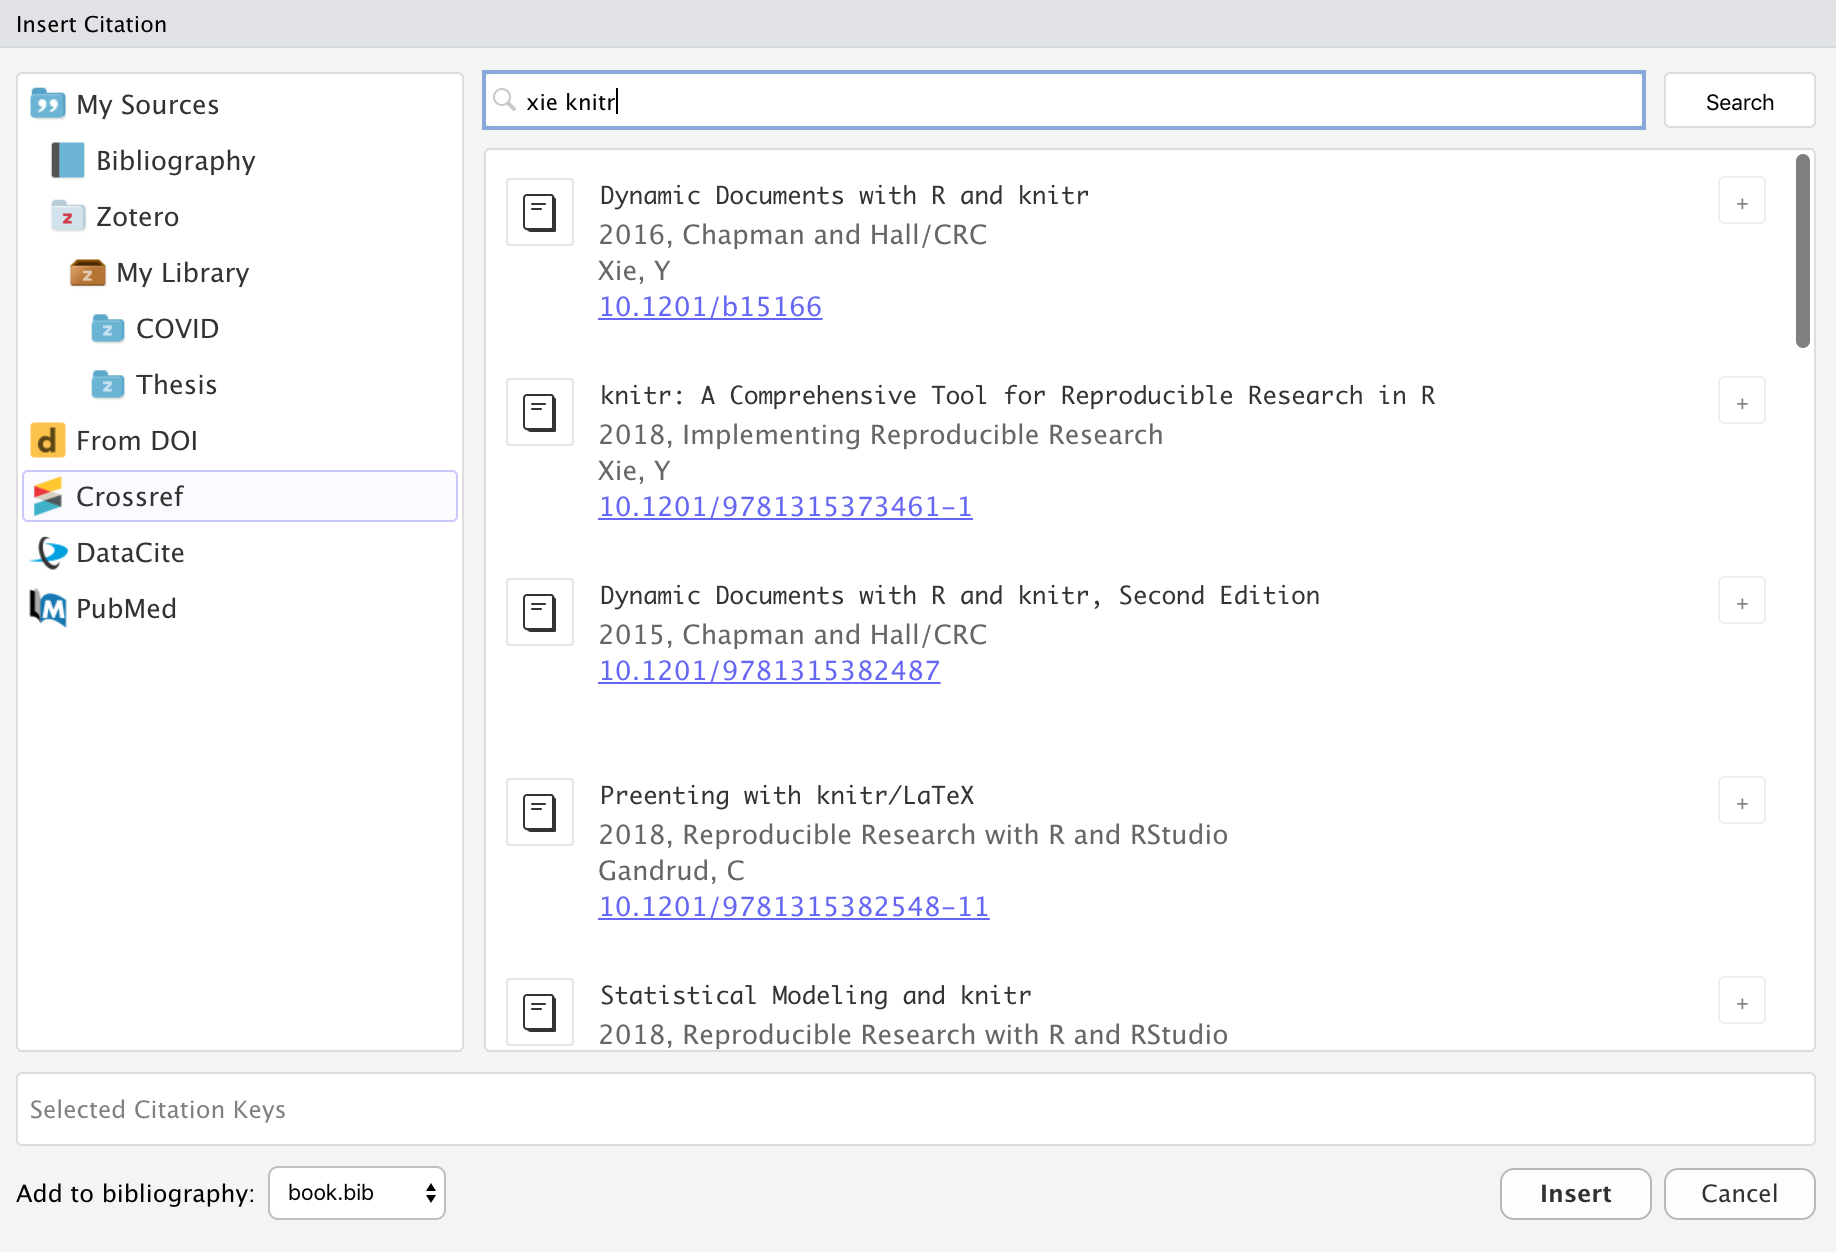 Insert Citation
My Sources
Bibliography
Zotero
My Library
COVID
Thesis
From DOI
Crossref
DataCite
PubMed
xie knitr
Search
Dynamic Documents with R and knitr
2016, Chapman and Hall/CRC
Xie, Y
10.1201/b15166
+
knitr: A Comprehensive Tool for Reproducible Research in R
2018, Implementing Reproducible Research
Xie, Y
10.1201/9781315373461-1
+
Dynamic Documents with R and knitr, Second Edition
2015, Chapman and Hall/CRC
10.1201/9781315382487
+
Preenting with knitr/LaTeX
2018, Reproducible Research with R and RStudio
Gandrud, C
10.1201/9781315382548-11
+
Statistical Modeling and knitr
2018, Reproducible Research with R and RStudio
+
Selected Citation Keys
Add to bibliography: book.bib
Insert
Cancel